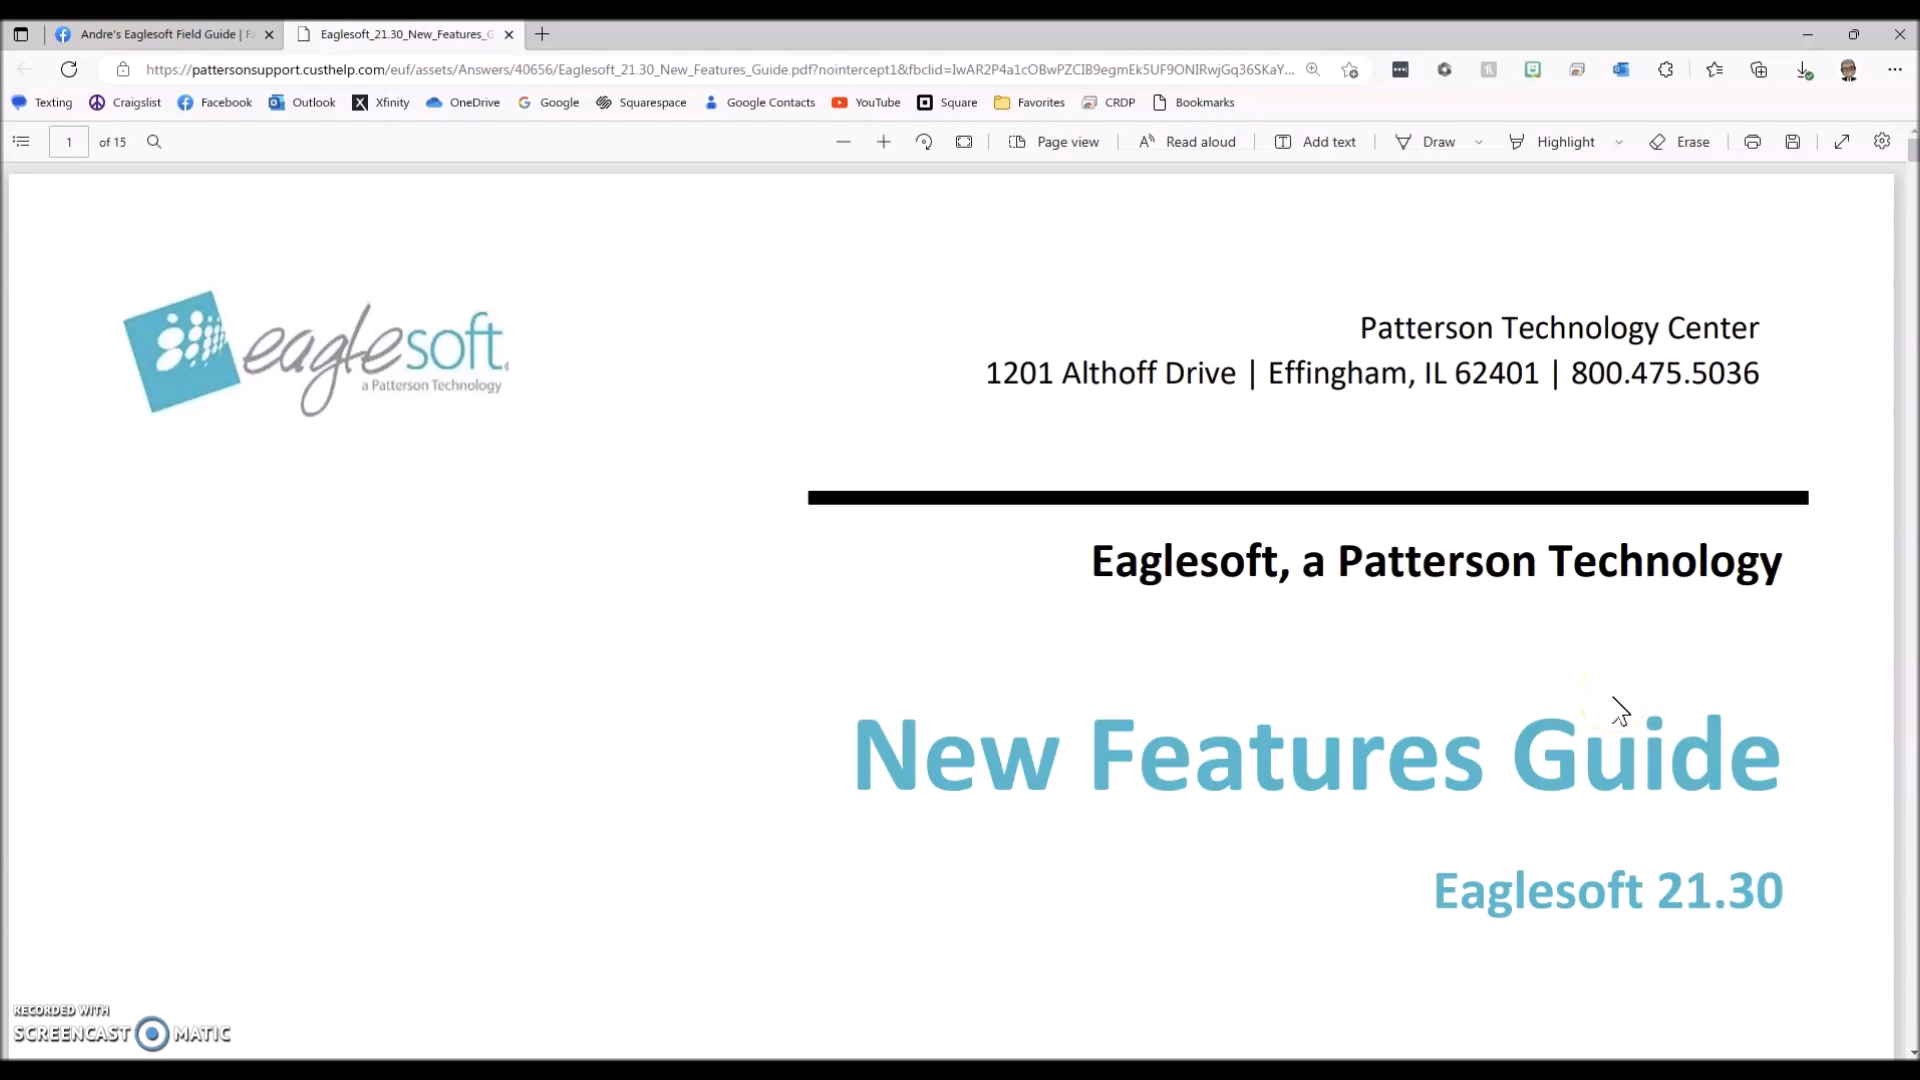 Andre's Eaglesoft Field Guide | Fa
Eaglesoft_21.30_New_Features_G
https://pattersonsupport.custhelp.com/euf/assets/Answers/40656/Eaglesoft_21.30_New_Features_Guide.pdf?nointercept1&fbclid=IwAR2P4a1cOBwPZCIB9egmEk5UF9ONIRwjGq36SKaY...
Texting Craigslist Facebook Outlook Xfinity OneDrive Google Squarespace Google Contacts YouTube Square Favorites CRDP Bookmarks
1 of 15 Page view Read aloud Add text Draw Highlight Erase
eaglesoft
a Patterson Technology
Patterson Technology Center
1201 Althoff Drive | Effingham, IL 62401 | 800.475.5036
Eaglesoft, a Patterson Technology
New Features Guide
Eaglesoft 21.30
RECORDED WITH
SCREENCAST MATIC